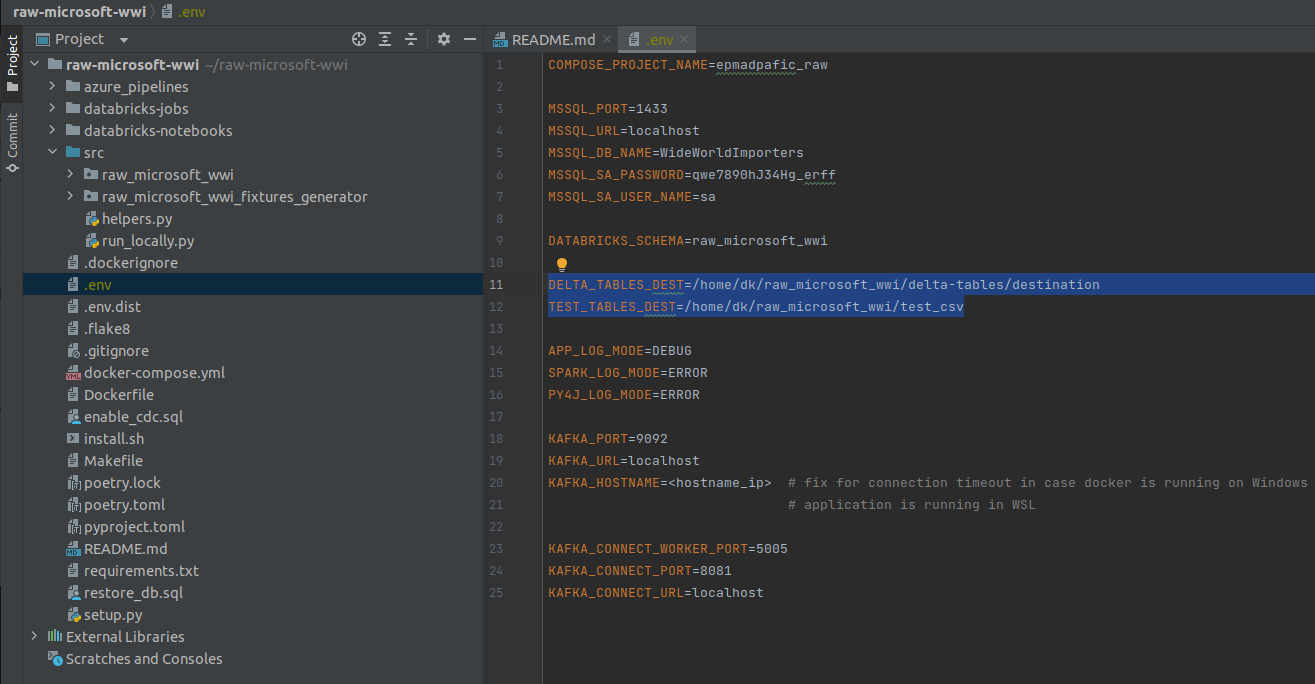 raw-microsoft-wwi .env
Project
Commit
Project
raw-microsoft-wwi ~/raw-microsoft-wwi
azure_pipelines
databricks-jobs
databricks-notebooks
src
raw_microsoft_wwi
raw_microsoft_wwi_fixtures_generator
helpers.py
run_locally.py
.dockerignore
.env
.env.dist
.flake8
.gitignore
docker-compose.yml
Dockerfile
enable_cdc.sql
install.sh
Makefile
poetry.lock
poetry.toml
pyproject.toml
README.md
requirements.txt
restore_db.sql
setup.py
External Libraries
Scratches and Consoles
README.md .env
1 COMPOSE_PROJECT_NAME=epmadpafic_raw
2
3 MSSQL_PORT=1433
4 MSSQL_URL=localhost
5 MSSQL_DB_NAME=WideWorldImporters
6 MSSQL_SA_PASSWORD=qwe7890hJ34Hg_erff
7 MSSQL_SA_USER_NAME=sa
8
9 DATABRICKS_SCHEMA=raw_microsoft_wwi
10
11 DELTA_TABLES_DEST=/home/dk/raw_microsoft_wwi/delta-tables/destination
12 TEST_TABLES_DEST=/home/dk/raw_microsoft_wwi/test_csv
13
14 APP_LOG_MODE=DEBUG
15 SPARK_LOG_MODE=ERROR
16 PY4J_LOG_MODE=ERROR
17
18 KAFKA_PORT=9092
19 KAFKA_URL=localhost
20 KAFKA_HOSTNAME=<hostname_ip> # fix for connection timeout in case docker is running on Windows
21 # application is running in WSL
22
23 KAFKA_CONNECT_WORKER_PORT=5005
24 KAFKA_CONNECT_PORT=8081
25 KAFKA_CONNECT_URL=localhost